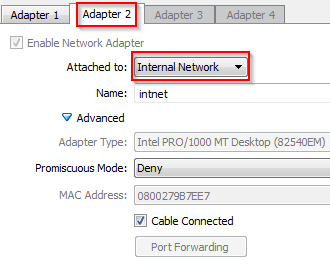 Adapter 1 Adapter 2 Adapter 3 Adapter 4
Enable Network Adapter
Attached to: Internal Network
Name: intnet
Advanced
Adapter Type: Intel PRO/1000 MT Desktop (82540EM)
Promiscuous Mode: Deny
MAC Address: 0800279B7EE7
Cable Connected
Port Forwarding